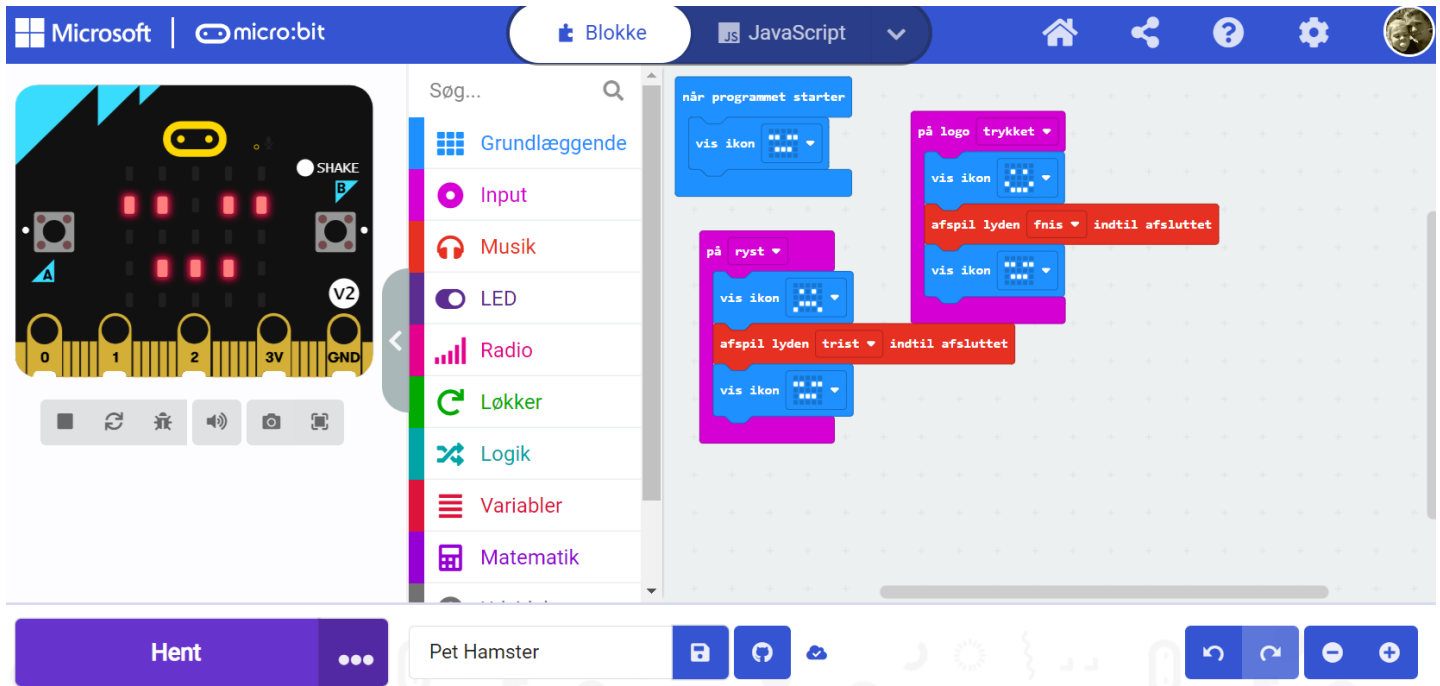 Microsoft | micro:bit
Blokke
JS JavaScript
SHAKE
B
A
V2
0 1 2 3V GND
Søg...
Grundlæggende
Input
Musik
LED
Radio
Løkker
Logik
Variabler
Matematik
når programmet starter
vis ikon
på logo trykket
vis ikon
afspil lyden fnis indtil afsluttet
vis ikon
på ryst
vis ikon
afspil lyden trist indtil afsluttet
vis ikon
Hent
Pet Hamster